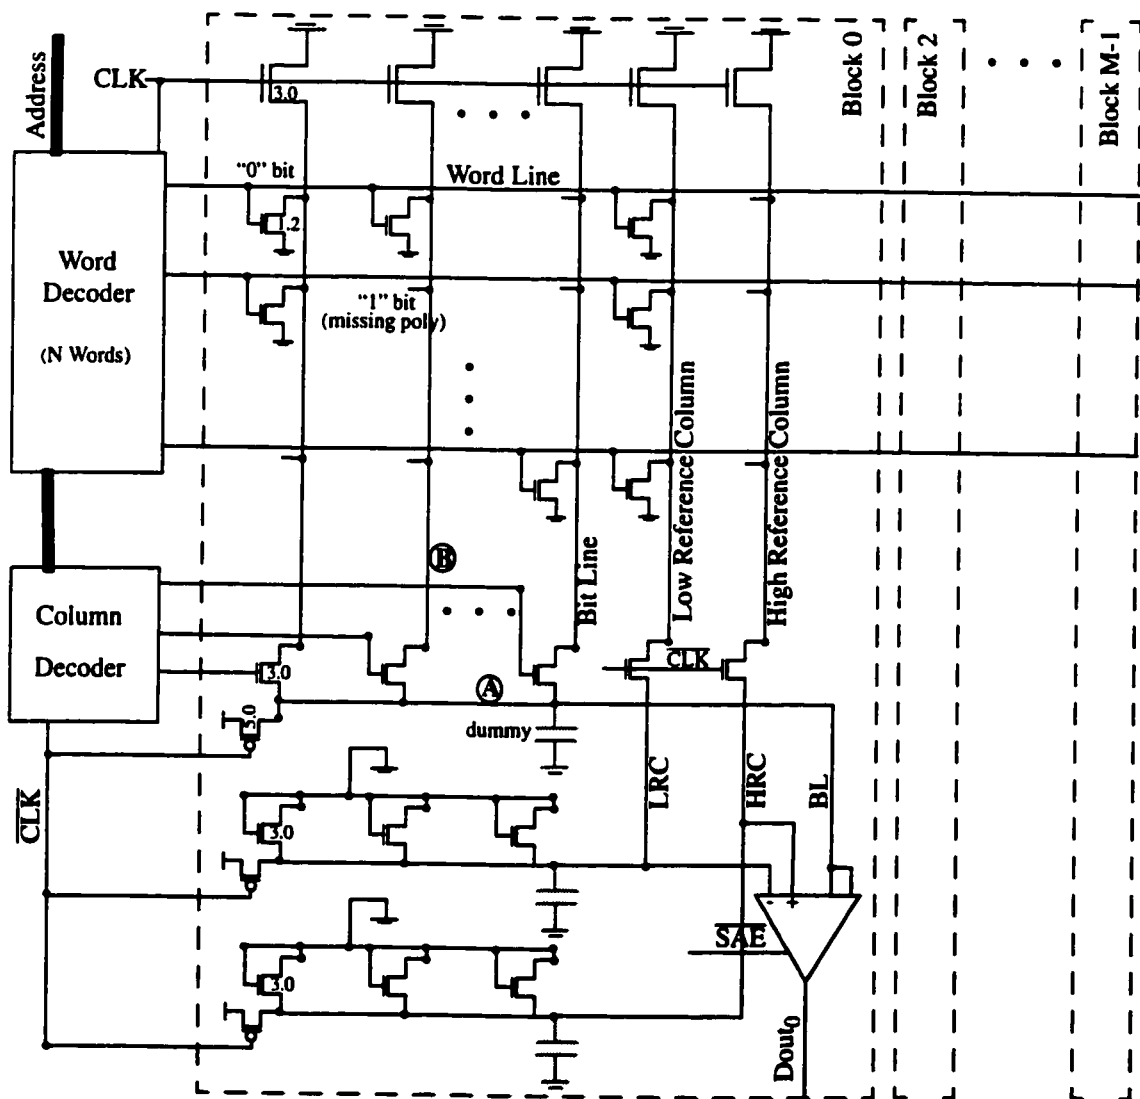 Address
CLK
3.0
Block 0
Block 2
Block M-1
"0" bit
Word Line
1.2
Word
Decoder
(N Words)
"1" bit
(missing poly)
Low Reference Column
High Reference Column
Bit Line
B
Column
Decoder
3.0
CLK
A
5.0
dummy
LRC
HRC
BL
CLK
3.0
- +
SAE
3.0
Dout0